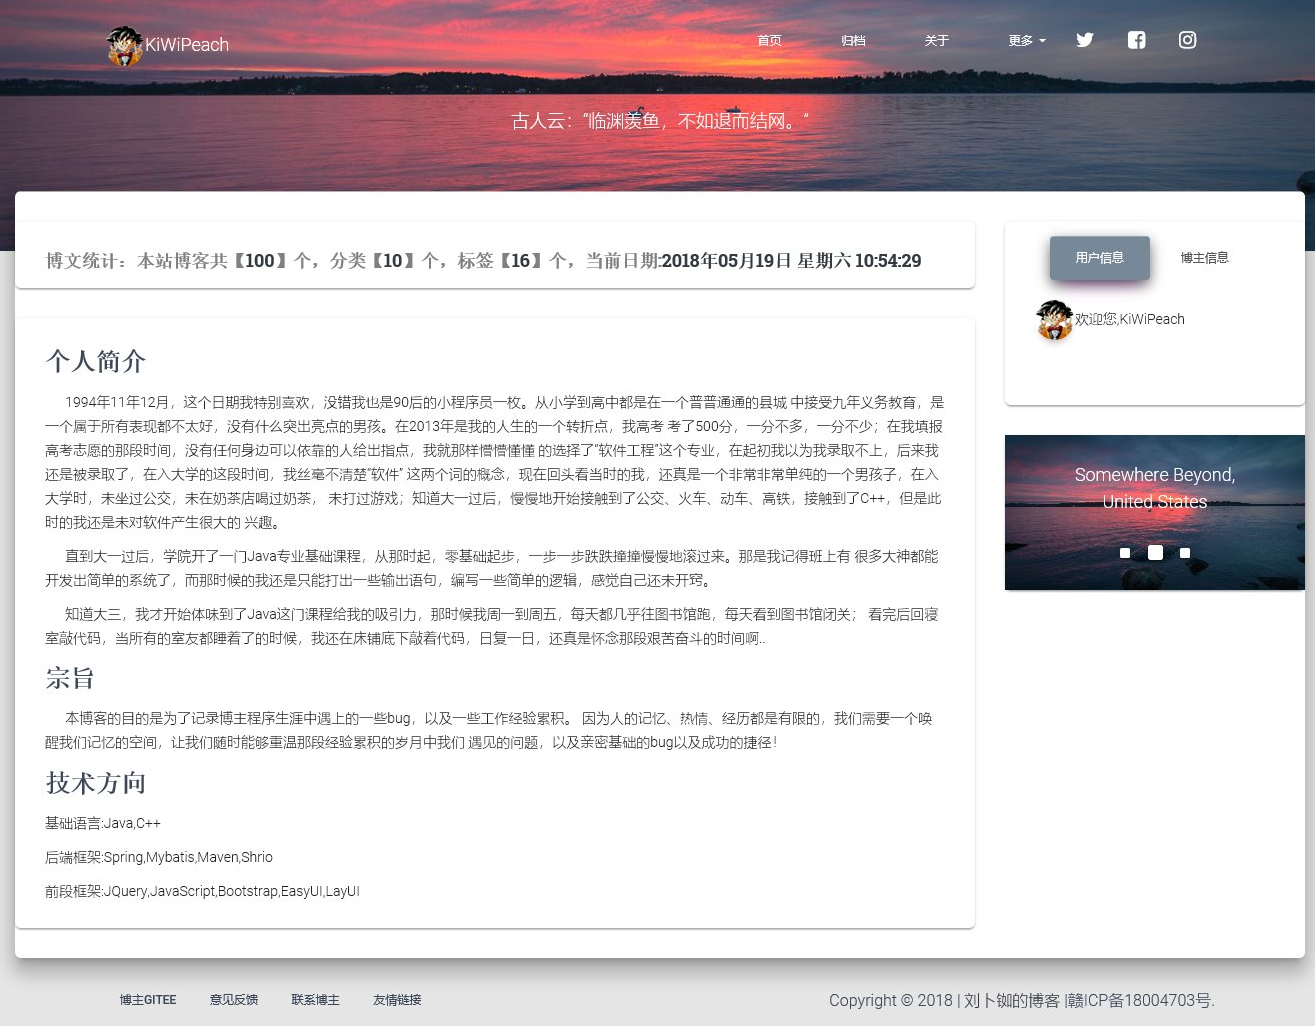 KiWiPeach
首页 归档 关于 更多
古人云：“临渊羡鱼，不如退而结网。“
博文统计：本站博客共【100】个，分类【10】个，标签【16】个，当前日期:2018年05月19日 星期六 10:54:29
用户信息 博主信息
欢迎您,KiWiPeach
个人简介
1994年11年12月，这个日期我特别喜欢，没错我也是90后的小程序员一枚。从小学到高中都是在一个普普通通的县城 中接受九年义务教育，是
一个属于所有表现都不太好，没有什么突出亮点的男孩。在2013年是我的人生的一个转折点，我高考 考了500分，一分不多，一分不少；在我填报
高考志愿的那段时间，没有任何身边可以依靠的人给出指点，我就那样懵懵懂懂 的选择了“软件工程”这个专业，在起初我以为我录取不上，后来我
还是被录取了，在入大学的这段时间，我丝毫不清楚“软件” 这两个词的概念，现在回头看当时的我，还真是一个非常非常单纯的一个男孩子，在入
大学时，未坐过公交，未在奶茶店喝过奶茶， 未打过游戏；知道大一过后，慢慢地开始接触到了公交、火车、动车、高铁，接触到了C++，但是此
时的我还是未对软件产生很大的 兴趣。
直到大一过后，学院开了一门Java专业基础课程，从那时起，零基础起步，一步一步跌跌撞撞慢慢地滚过来。那是我记得班上有 很多大神都能
开发出简单的系统了，而那时候的我还是只能打出一些输出语句，编写一些简单的逻辑，感觉自己还未开窍。
知道大三，我才开始体味到了Java这门课程给我的吸引力，那时候我周一到周五，每天都几乎往图书馆跑，每天看到图书馆闭关； 看完后回寝
室敲代码，当所有的室友都睡着了的时候，我还在床铺底下敲着代码，日复一日，还真是怀念那段艰苦奋斗的时间啊..
宗旨
本博客的目的是为了记录博主程序生涯中遇上的一些bug，以及一些工作经验累积。 因为人的记忆、热情、经历都是有限的，我们需要一个唤
醒我们记忆的空间，让我们随时能够重温那段经验累积的岁月中我们 遇见的问题，以及亲密基础的bug以及成功的捷径！
技术方向
基础语言:Java,C++
后端框架:Spring,Mybatis,Maven,Shrio
前段框架:JQuery,JavaScript,Bootstrap,EasyUI,LayUI
Somewhere Beyond,
United States
博主GITEE 意见反馈 联系博主 友情链接
Copyright © 2018 | 刘卜铷的博客 |赣ICP备18004703号.